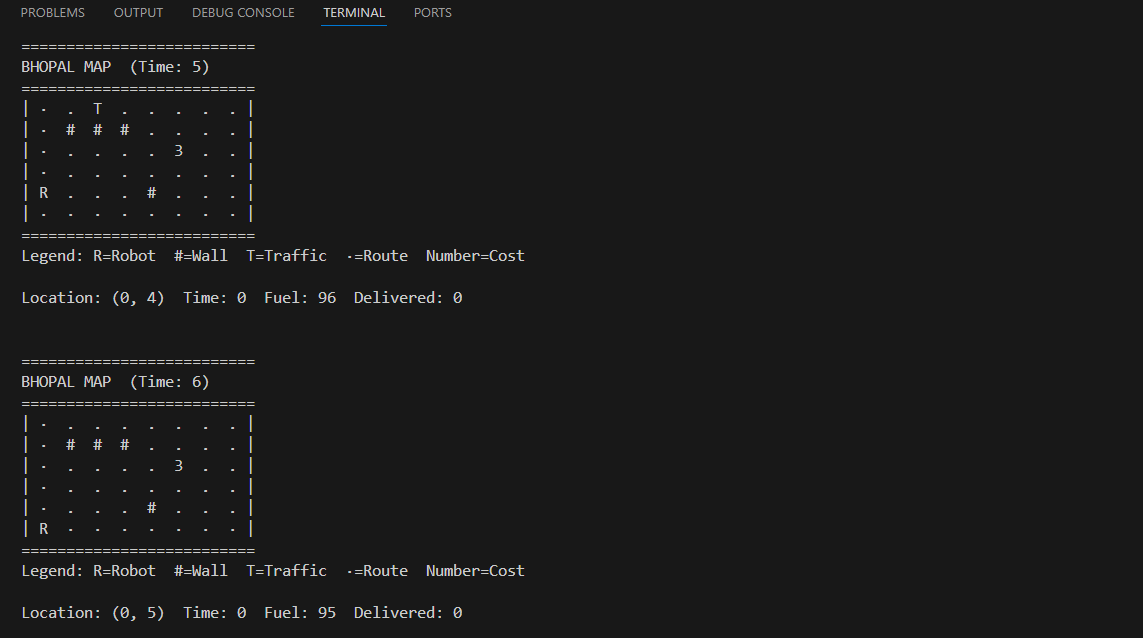 PROBLEMS OUTPUT DEBUG CONSOLE TERMINAL PORTS
==========================
BHOPAL MAP  (Time: 5)
==========================
| ·  .  T  .  .  .  .  . |
| ·  #  #  #  .  .  .  . |
| ·  .  .  .  .  3  .  . |
| ·  .  .  .  .  .  .  . |
| R  .  .  .  #  .  .  . |
| ·  ·  ·  ·  ·  ·  ·  · |
==========================
Legend: R=Robot  #=Wall  T=Traffic  ·=Route  Number=Cost
Location: (0, 4)  Time: 0  Fuel: 96  Delivered: 0
==========================
BHOPAL MAP  (Time: 6)
==========================
| ·  .  .  .  .  .  .  . |
| ·  #  #  #  .  .  .  . |
| ·  .  .  .  .  3  .  . |
| ·  .  .  .  .  .  .  . |
| ·  .  .  .  #  .  .  . |
| R  ·  ·  ·  ·  ·  ·  · |
==========================
Legend: R=Robot  #=Wall  T=Traffic  ·=Route  Number=Cost
Location: (0, 5)  Time: 0  Fuel: 95  Delivered: 0